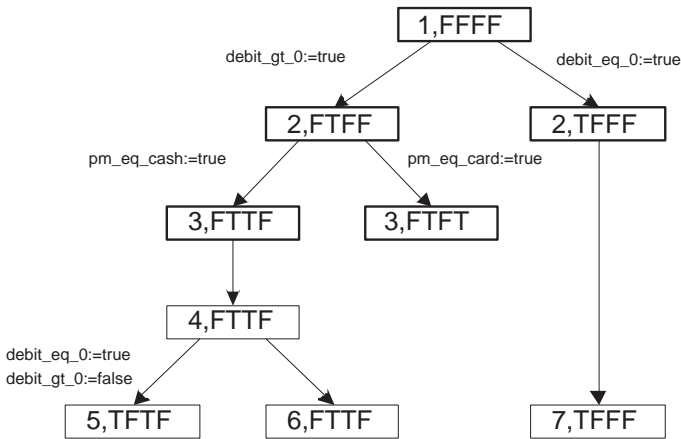 1,FFFF
debit_gt_0:=true
debit_eq_0:=true
2,FTFF
2,TFFF
pm_eq_cash:=true
pm_eq_card:=true
3,FTTF
3,FTFT
4,FTTF
debit_eq_0:=true
debit_gt_0:=false
5,TFTF
6,FTTF
7,TFFF